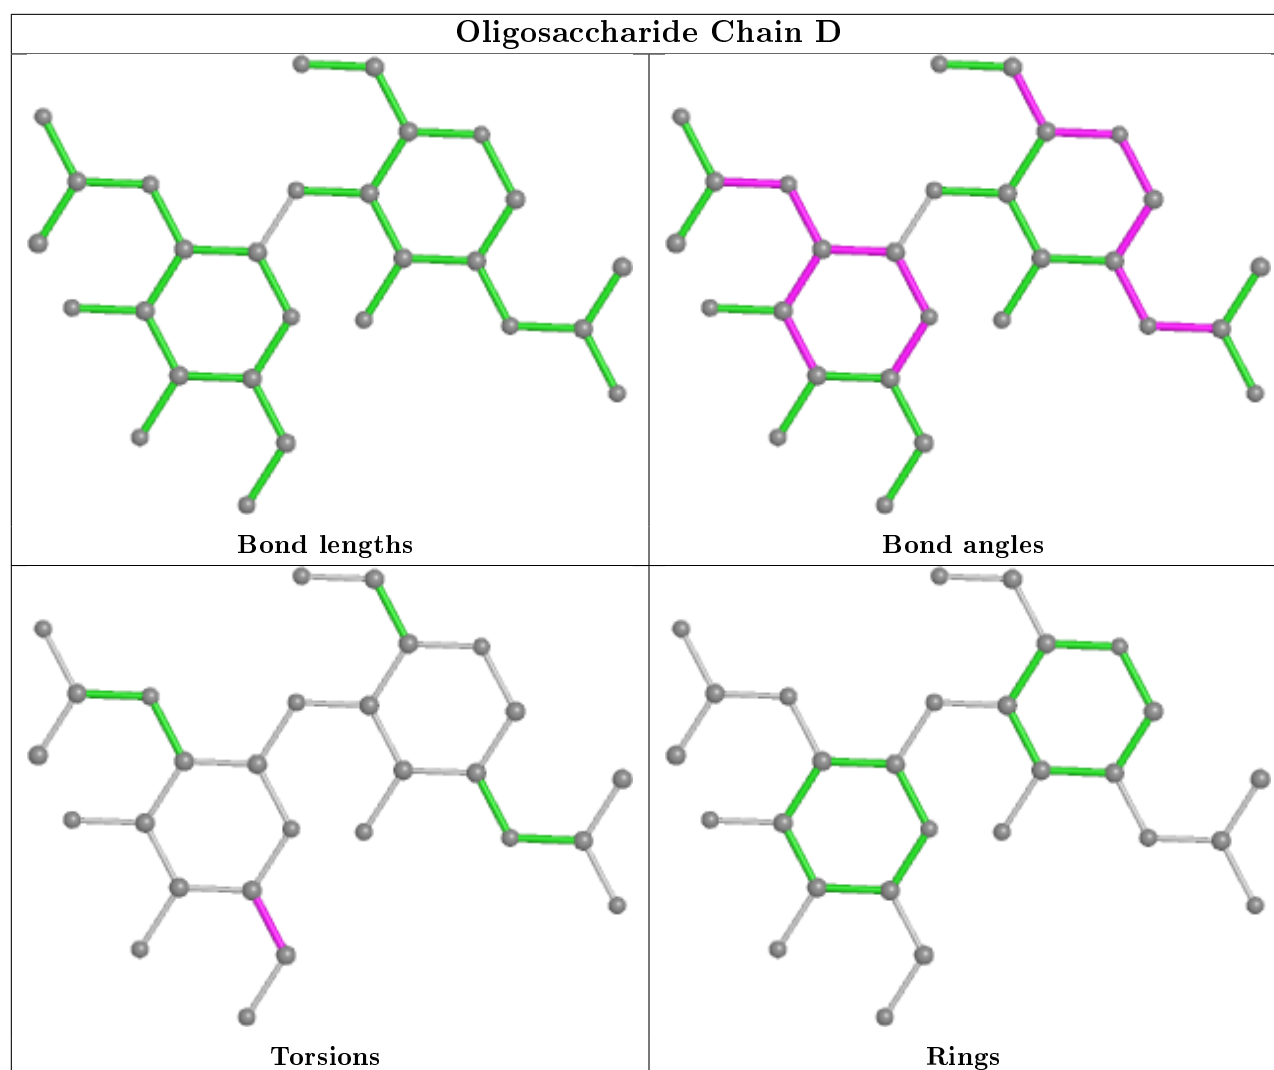 Oligosaccharide Chain D
Bond lengths
Bond angles
Torsions
Rings